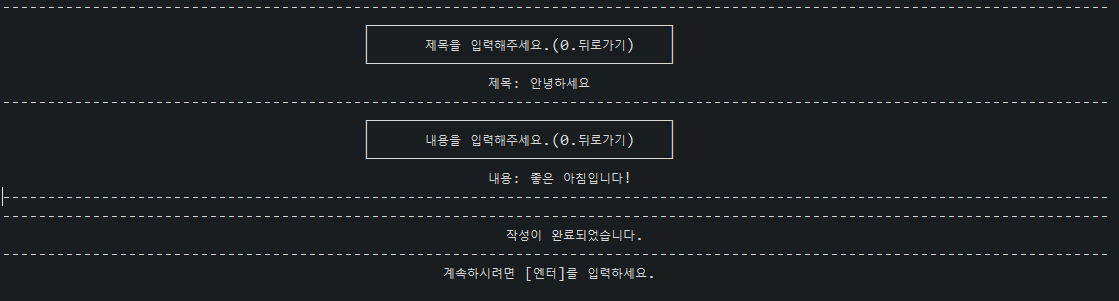 제목을 입력해주세요.(0.뒤로가기)
제목: 안녕하세요
내용을 입력해주세요.(0.뒤로가기)
내용: 좋은 아침입니다!
작성이 완료되었습니다.
계속하시려면 [엔터]를 입력하세요.